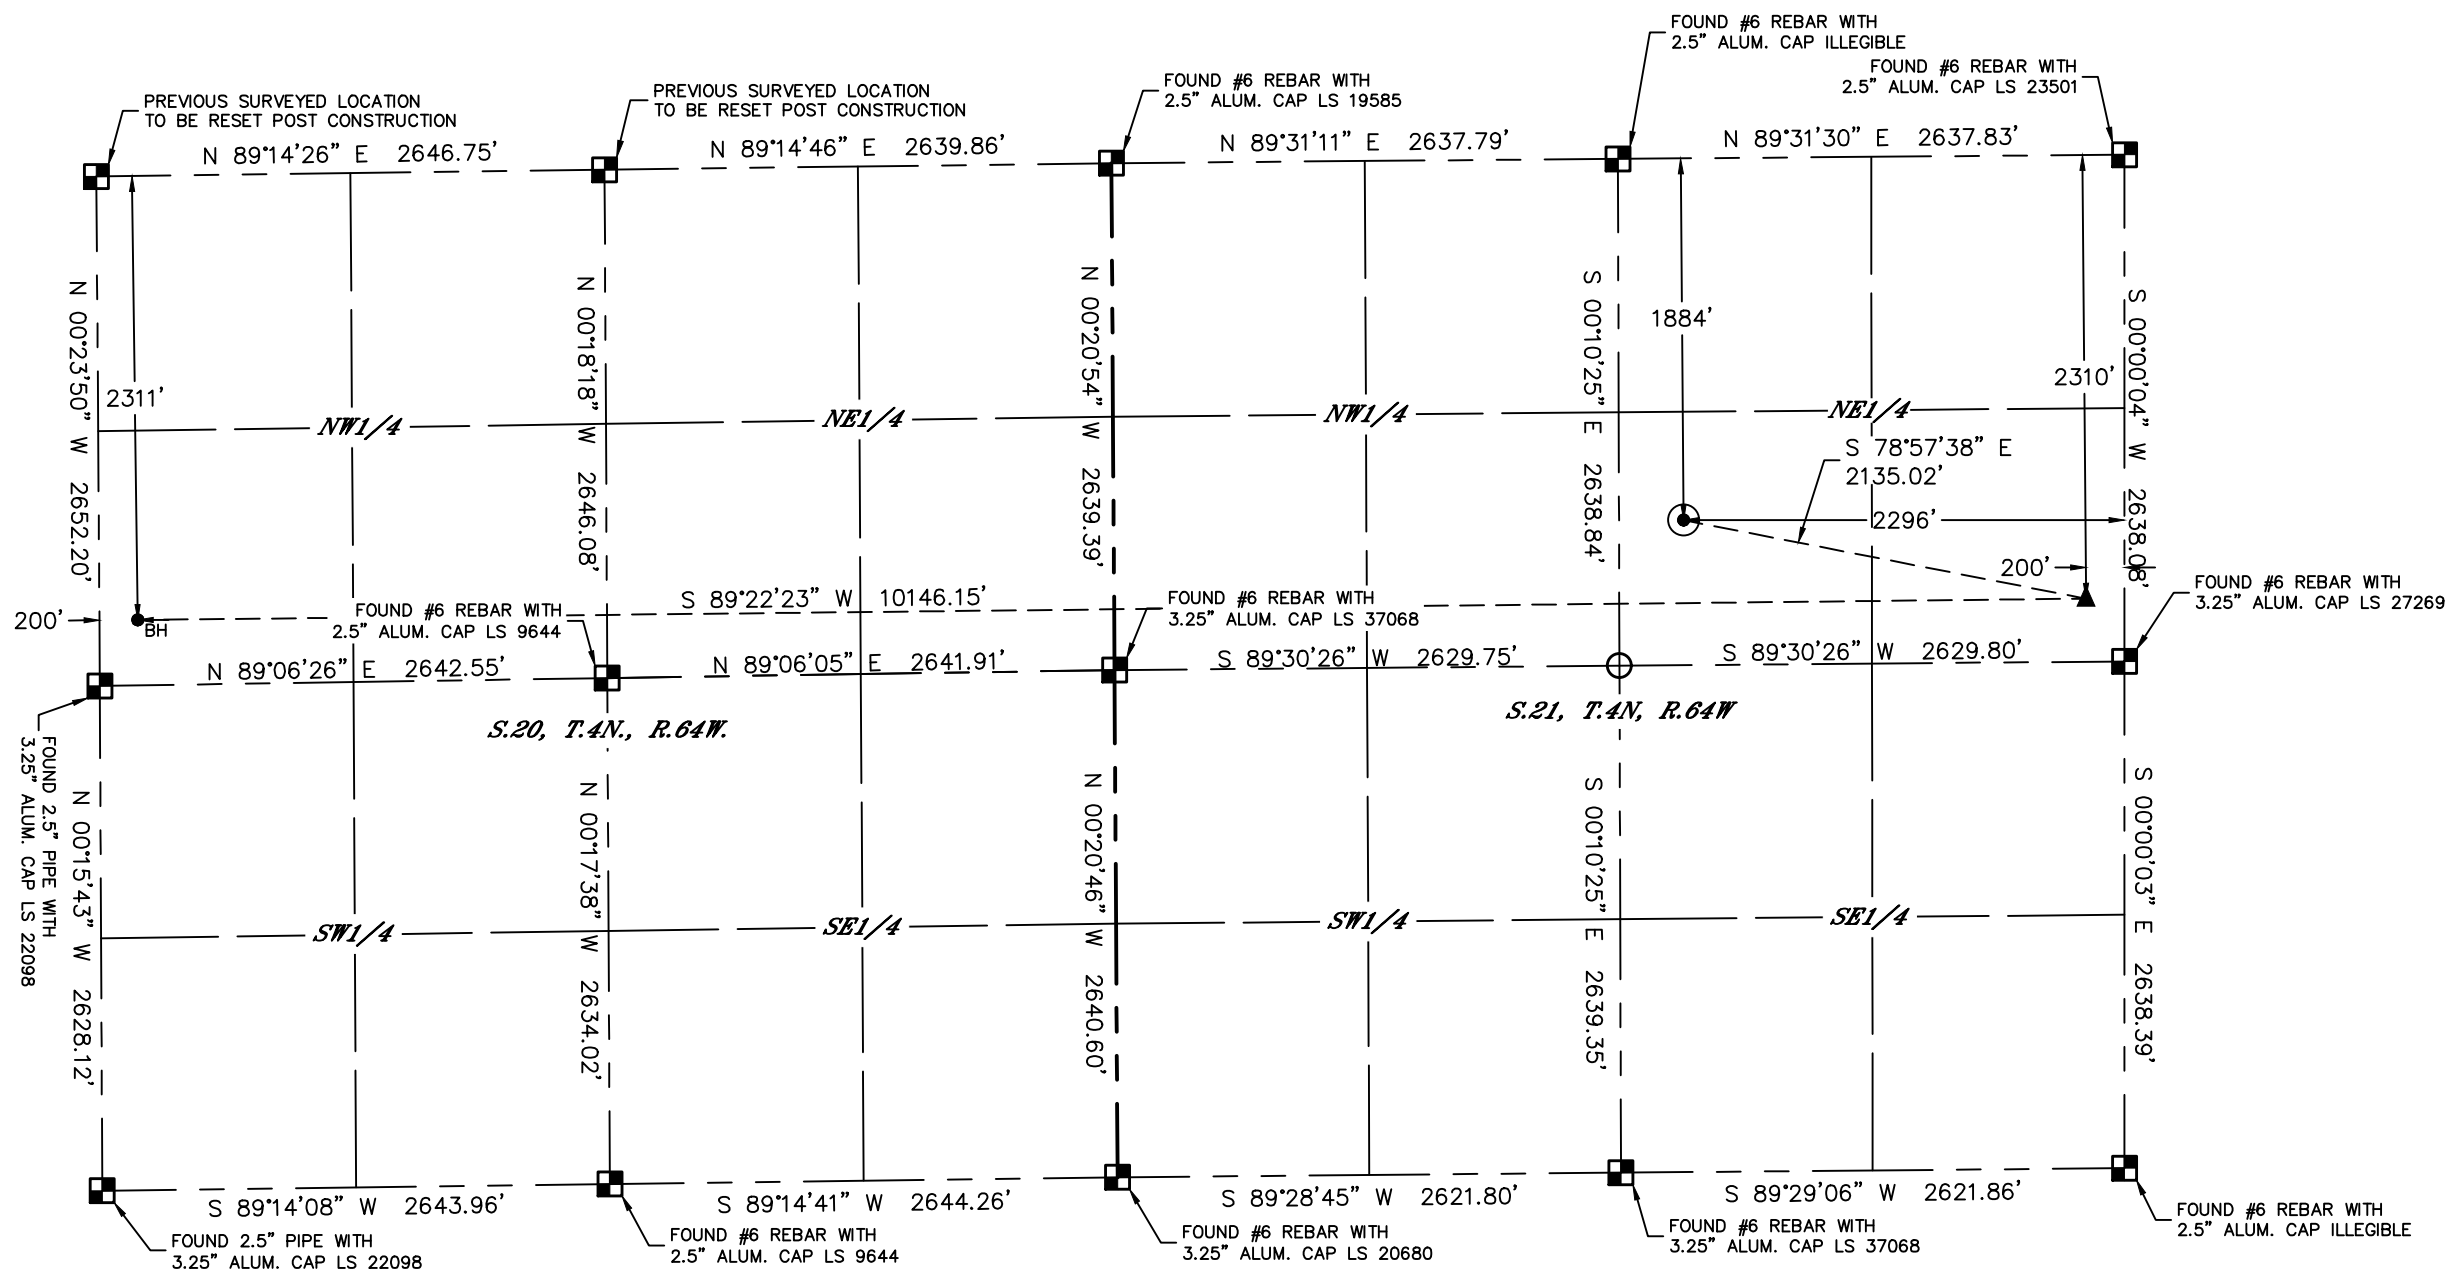 FOUND #6 REBAR WITH
2.5” ALUM. CAP ILLEGIBLE
FOUND #6 REBAR WITH
2.5” ALUM. CAP LS 23501
FOUND #6 REBAR WITH
2.5” ALUM. CAP LS 19585
PREVIOUS SURVEYED LOCATION
TO BE RESET POST CONSTRUCTION
PREVIOUS SURVEYED LOCATION
TO BE RESET POST CONSTRUCTION
N 89°14'26” E 2646.75'
N 89°14'46” E 2639.86'
N 89°31'11” E 2637.79'
N 89°31'30” E 2637.83'
N 00°23'50” W 2652.20'
N 00°18'18” W 2646.08'
N 00°20'54” W 2639.39'
S 00°10'25” E 2638.84'
S 00°00'04” W 2638.08'
2311'
1884'
2310'
NW1/4
NE1/4
NW1/4
NE1/4
S 78°57'38” E
2135.02'
2296'
200'
200'
BH
S 89°22'23” W 10146.15'
FOUND #6 REBAR WITH
2.5” ALUM. CAP LS 9644
FOUND #6 REBAR WITH
3.25” ALUM. CAP LS 37068
FOUND #6 REBAR WITH
3.25” ALUM. CAP LS 27269
N 89°06'26” E 2642.55'
N 89°06'05” E 2641.91'
S 89°30'26” W 2629.75'
S 89°30'26” W 2629.80'
S.20, T.4N., R.64W.
S.21, T.4N, R.64W
FOUND 2.5” PIPE WITH
3.25” ALUM. CAP LS 22098
N 00°15'43” W 2628.12'
N 00°17'38” W 2634.02'
N 00°20'46” W 2640.60'
S 00°10'25” E 2639.35'
S 00°00'03” E 2638.39'
SW1/4
SE1/4
SW1/4
SE1/4
S 89°14'08” W 2643.96'
S 89°14'41” W 2644.26'
S 89°28'45” W 2621.80'
S 89°29'06” W 2621.86'
FOUND 2.5” PIPE WITH
3.25” ALUM. CAP LS 22098
FOUND #6 REBAR WITH
2.5” ALUM. CAP LS 9644
FOUND #6 REBAR WITH
3.25” ALUM. CAP LS 20680
FOUND #6 REBAR WITH
3.25” ALUM. CAP LS 37068
FOUND #6 REBAR WITH
2.5” ALUM. CAP ILLEGIBLE